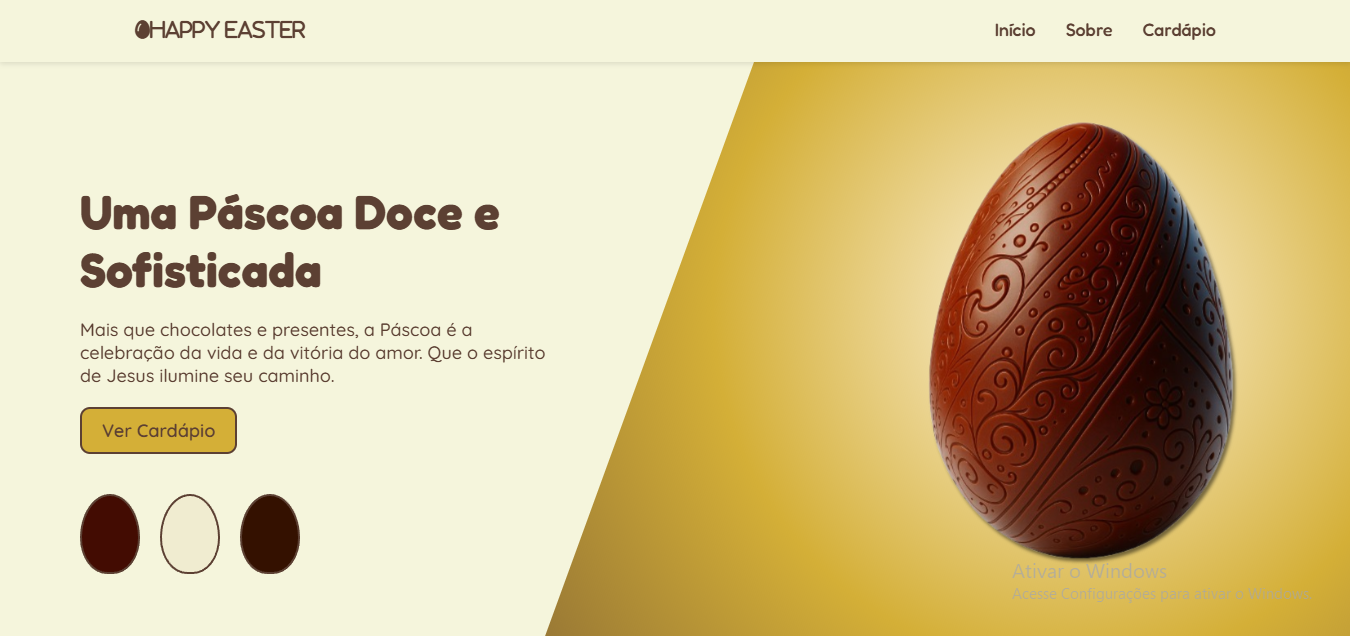 HAPPY EASTER
Início
Sobre
Cardápio
Uma Páscoa Doce e
Sofisticada
Mais que chocolates e presentes, a Páscoa é a
celebração da vida e da vitória do amor. Que o espírito
de Jesus ilumine seu caminho.
Ver Cardápio
Ativar o Windows
Acesse Configurações para ativar o Windows.